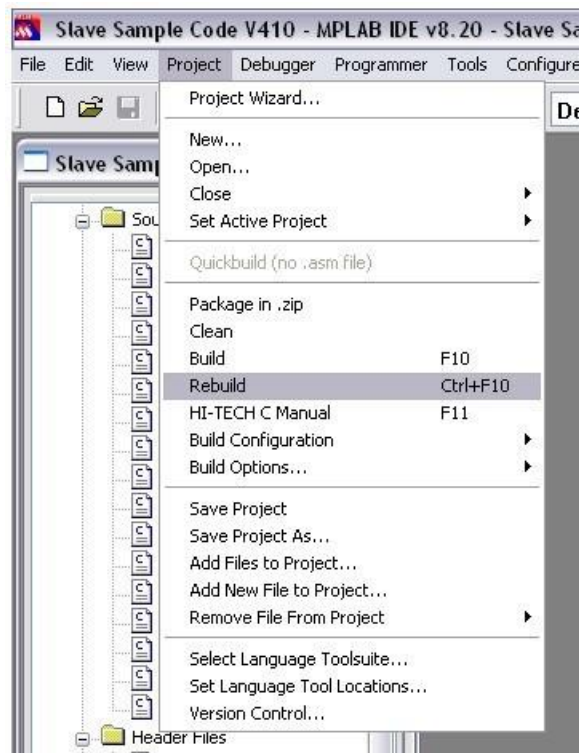 Slave Sample Code V410 - MPLAB IDE v8.20 - Slave Sa
File Edit View Project Debugger Programmer Tools Configure
Project Wizard...
De
New...
Slave Samp
Open...
Close
Sou
Set Active Project
Quickbuild (no .asm file)
Package in .zip
Clean
Build F10
Rebuild Ctrl+F10
HI-TECH C Manual F11
Build Configuration
Build Options...
Save Project
Save Project As...
Add Files to Project...
Add New File to Project...
Remove File From Project
Select Language Toolsuite...
Set Language Tool Locations...
Version Control...
Header Files